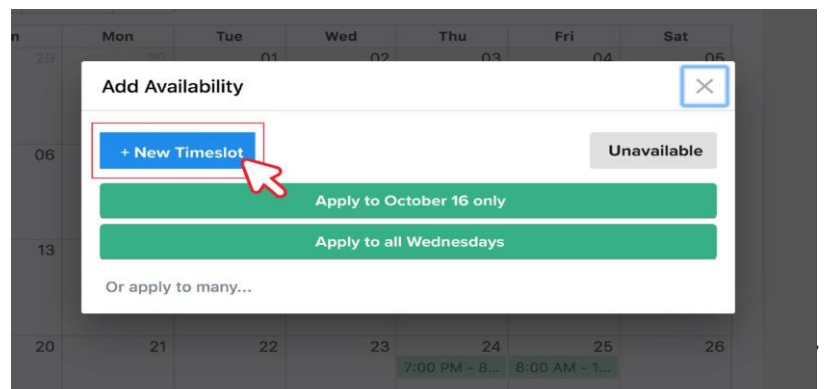 n Mon Tue Wed Thu Fri Sat
29 30 01 02 03 04 05
Add Availability
06 + New Timeslot Unavailable
Apply to October 16 only
13 Apply to all Wednesdays
Or apply to many...
20 21 22 23 24 25 26
7:00 PM - 8... 8:00 AM - 1...